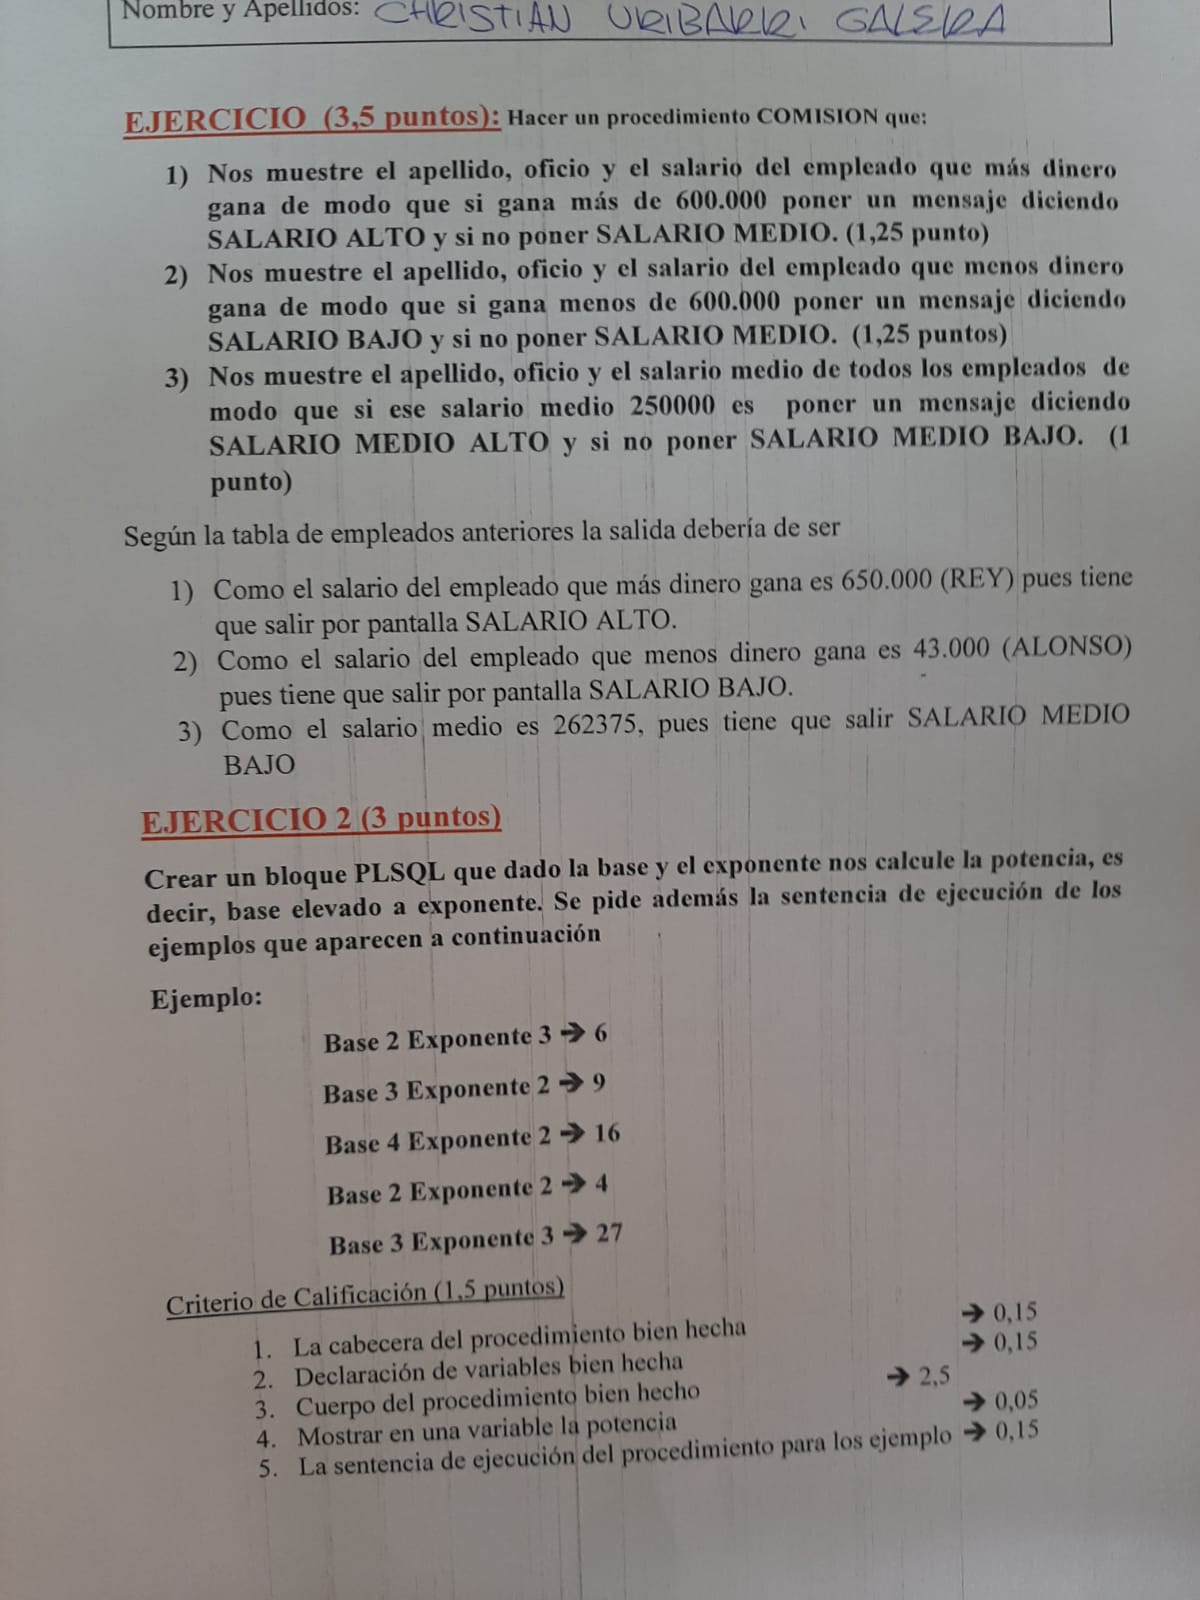 Nombre y Apellidos: CHRISTIAN URIBARRI GALERA
EJERCICIO (3,5 puntos): Hacer un procedimiento COMISION que:
1) Nos muestre el apellido, oficio y el salario del empleado que más dinero
gana de modo que si gana más de 600.000 poner un mensaje diciendo
SALARIO ALTO y si no poner SALARIO MEDIO. (1,25 punto)
2) Nos muestre el apellido, oficio y el salario del empleado que menos dinero
gana de modo que si gana menos de 600.000 poner un mensaje diciendo
SALARIO BAJO y si no poner SALARIO MEDIO. (1,25 puntos)
3) Nos muestre el apellido, oficio y el salario medio de todos los empleados de
modo que si ese salario medio 250000 es poner un mensaje diciendo
SALARIO MEDIO ALTO y si no poner SALARIO MEDIO BAJO. (1
punto)
Según la tabla de empleados anteriores la salida debería de ser
1) Como el salario del empleado que más dinero gana es 650.000 (REY) pues tiene
que salir por pantalla SALARIO ALTO.
2) Como el salario del empleado que menos dinero gana es 43.000 (ALONSO)
pues tiene que salir por pantalla SALARIO BAJO.
3) Como el salario medio es 262375, pues tiene que salir SALARIO MEDIO
BAJO
EJERCICIO 2 (3 puntos)
Crear un bloque PLSQL que dado la base y el exponente nos calcule la potencia, es
decir, base elevado a exponente. Se pide además la sentencia de ejecución de los
ejemplos que aparecen a continuación
Ejemplo:
Base 2 Exponente 3 ➔ 6
Base 3 Exponente 2 ➔ 9
Base 4 Exponente 2 ➔ 16
Base 2 Exponente 2 ➔ 4
Base 3 Exponente 3 ➔ 27
Criterio de Calificación (1,5 puntos)
1. La cabecera del procedimiento bien hecha ➔ 0,15
2. Declaración de variables bien hecha ➔ 0,15
3. Cuerpo del procedimiento bien hecho ➔ 2,5
4. Mostrar en una variable la potencia ➔ 0,05
5. La sentencia de ejecución del procedimiento para los ejemplo ➔ 0,15